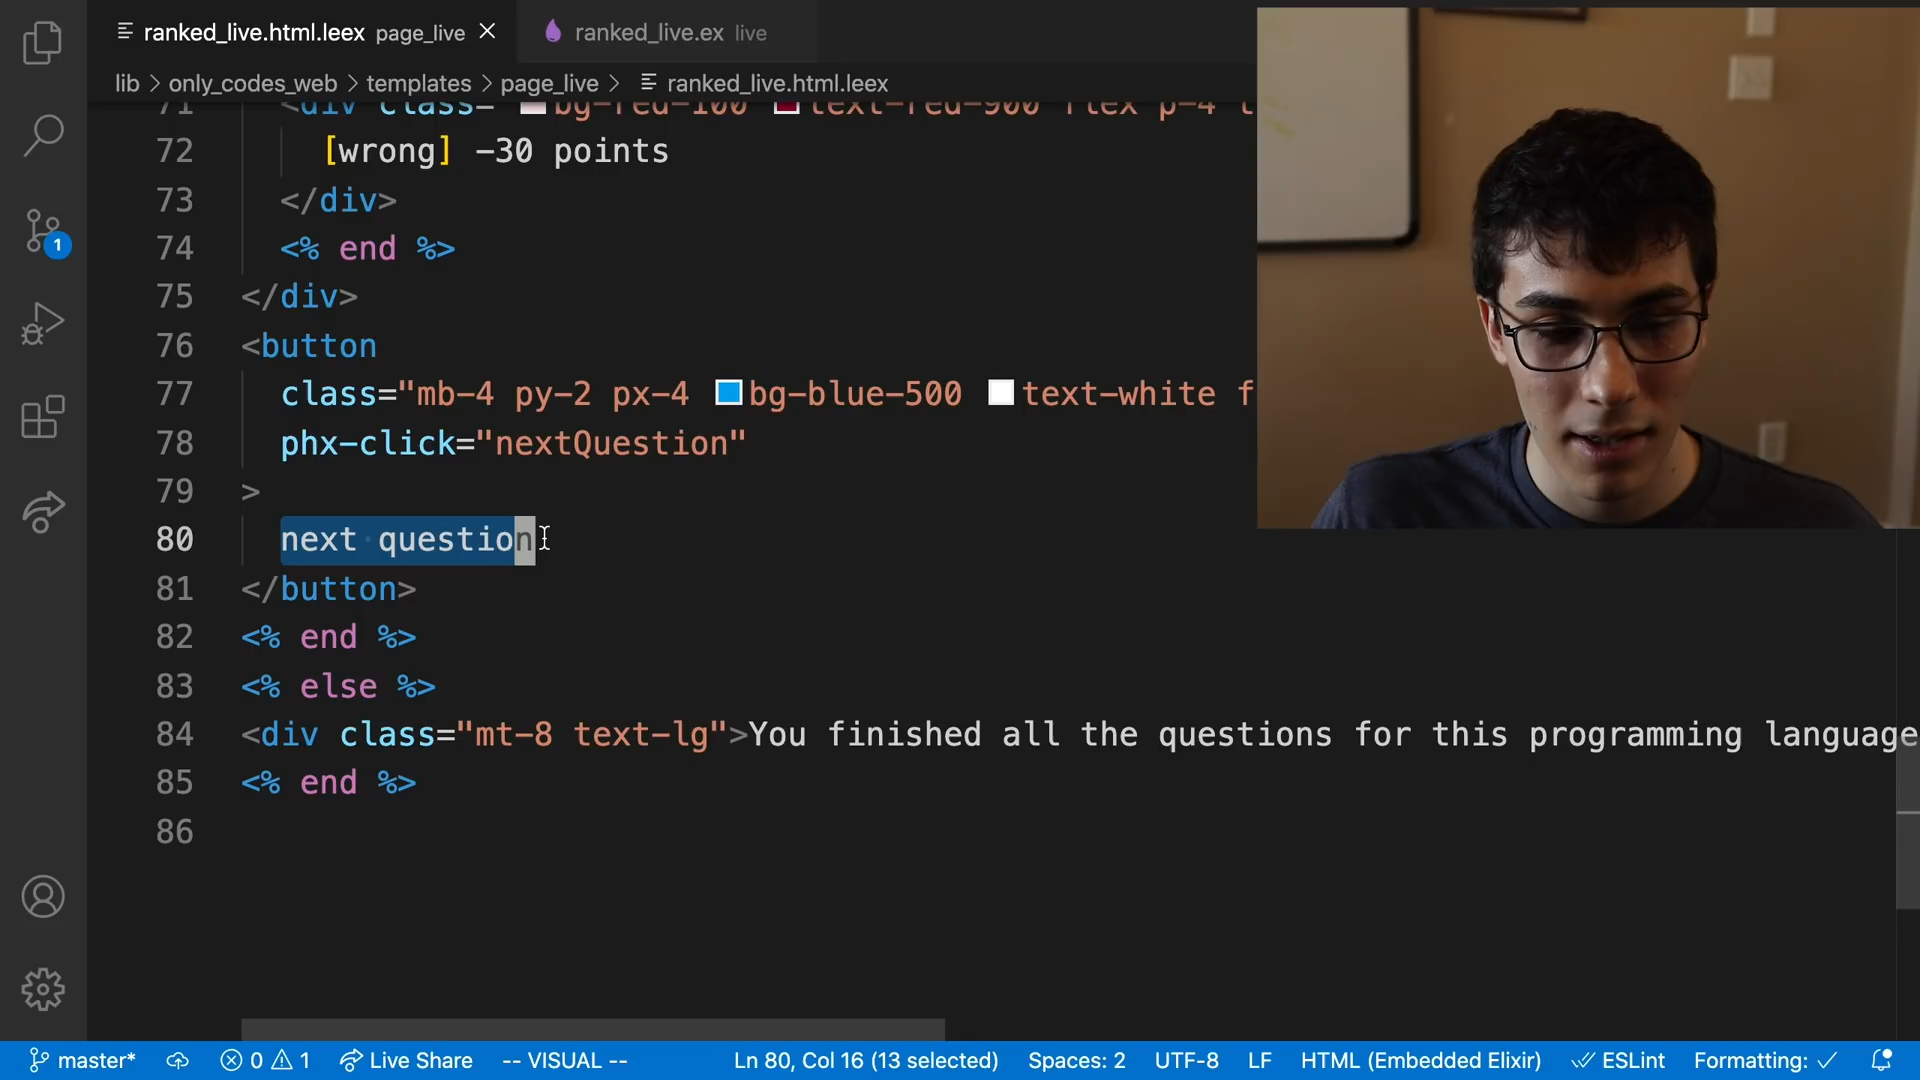 ranked_live.html.leex page_live
ranked_live.ex live
lib > only_codes_web > templates > page_live > ranked_live.html.leex
71 <div class= bg-red-100 text-red-900 flex p-4
72 [wrong] -30 points
73 </div>
74 <% end %>
75 </div>
76 <button
77 class="mb-4 py-2 px-4 bg-blue-500 text-white f
78 phx-click="nextQuestion"
79 >
80 next question
81 </button>
82 <% end %>
83 <% else %>
84 <div class="mt-8 text-lg">You finished all the questions for this programming language
85 <% end %>
86
1
master* 0 1 Live Share -- VISUAL -- Ln 80, Col 16 (13 selected) Spaces: 2 UTF-8 LF HTML (Embedded Elixir) ESLint Formatting: ✓